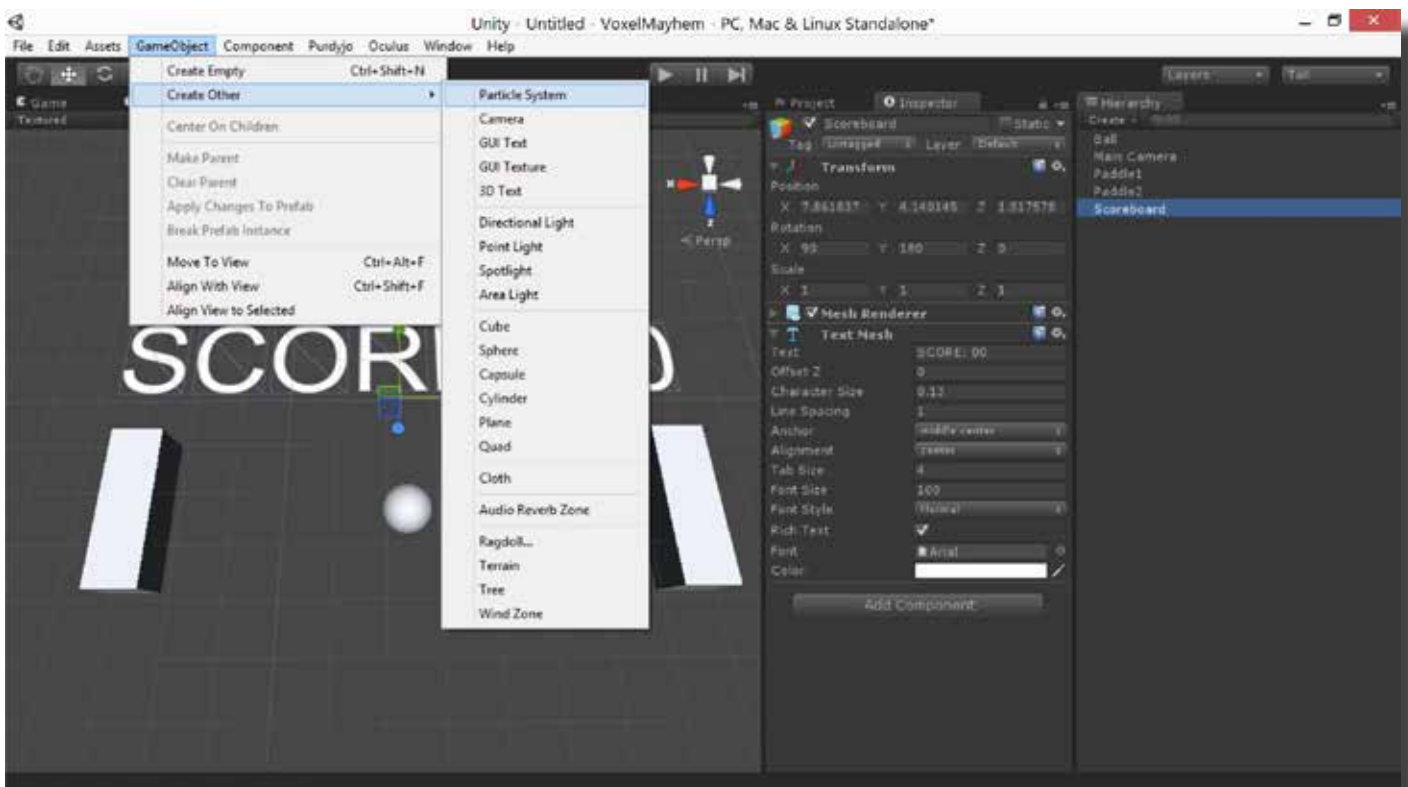 Unity - Untitled - VoxelMayhem - PC, Mac & Linux Standalone*
File Edit Assets GameObject Component Purdyjo Oculus Window Help
Create Empty Ctrl+Shift+N
Create Other
Center On Children
Make Parent
Clear Parent
Apply Changes To Prefab
Break Prefab Instance
Move To View Ctrl+Alt+F
Align With View Ctrl+Shift+F
Align View to Selected
Particle System
Camera
GUI Text
GUI Texture
3D Text
Directional Light
Point Light
Spotlight
Area Light
Cube
Sphere
Capsule
Cylinder
Plane
Quad
Cloth
Audio Reverb Zone
Ragdoll...
Terrain
Tree
Wind Zone
Game
Textured
x
z
Persp
SCOR
Layers Tall
Project Inspector
Scoreboard Static
Tag Untagged Layer Default
Transform
Position
X 7.861837 Y 4.140145 Z 1.517578
Rotation
X 90 Y 180 Z 0
Scale
X 1 Y 1 Z 1
Mesh Renderer
Text Mesh
Text SCORE: 00
Offset Z 0
Character Size 0.13
Line Spacing 1
Anchor middle center
Alignment center
Tab Size 4
Font Size 100
Font Style Normal
Rich Text
Font Arial
Color
Add Component
Hierarchy
Create
Ball
Main Camera
Paddle1
Paddle2
Scoreboard